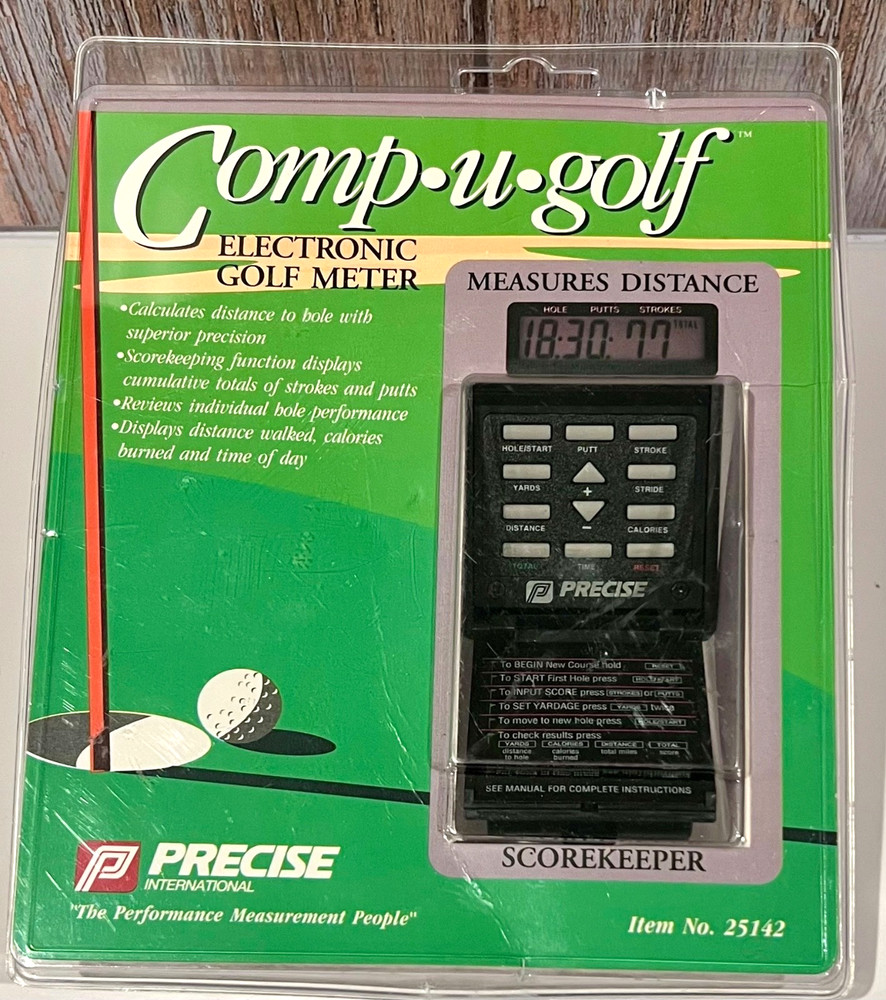 Comp•u•golf™
ELECTRONIC
GOLF METER
•Calculates distance to hole with
superior precision
•Scorekeeping function displays
cumulative totals of strokes and putts
•Reviews individual hole performance
•Displays distance walked, calories
burned and time of day
MEASURES DISTANCE
HOLE PUTTS STROKES
18:30: 77 TOTAL
HOLE/START PUTT STROKE
YARDS + STRIDE
DISTANCE − CALORIES
TOTAL TIME RESET
P PRECISE
To BEGIN New Course hold RESET
To START First Hole press HOLE/START
To INPUT SCORE press STROKES or PUTTS
To SET YARDAGE press YARDS twice
To move to new hole press HOLE/START
To check results press
YARDS CALORIES DISTANCE TOTAL
distance calories total miles score
to hole burned
SEE MANUAL FOR COMPLETE INSTRUCTIONS
SCOREKEEPER
P PRECISE
INTERNATIONAL
"The Performance Measurement People"
Item No. 25142